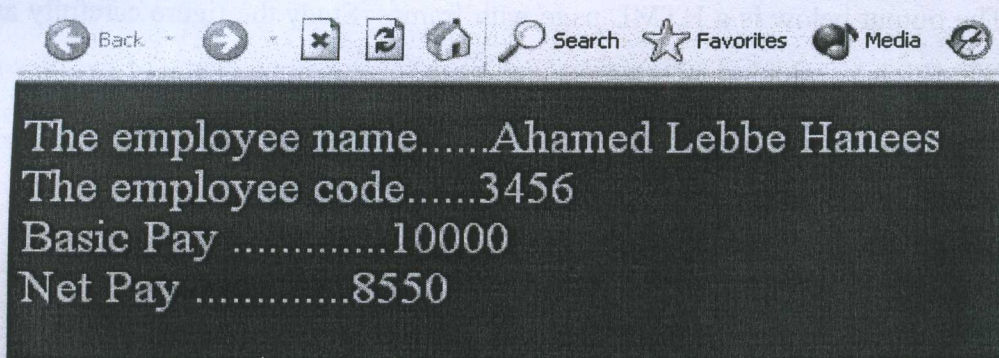 Back Search Favorites Media
The employee name......Ahamed Lebbe Hanees
The employee code......3456
Basic Pay .............10000
Net Pay .............8550